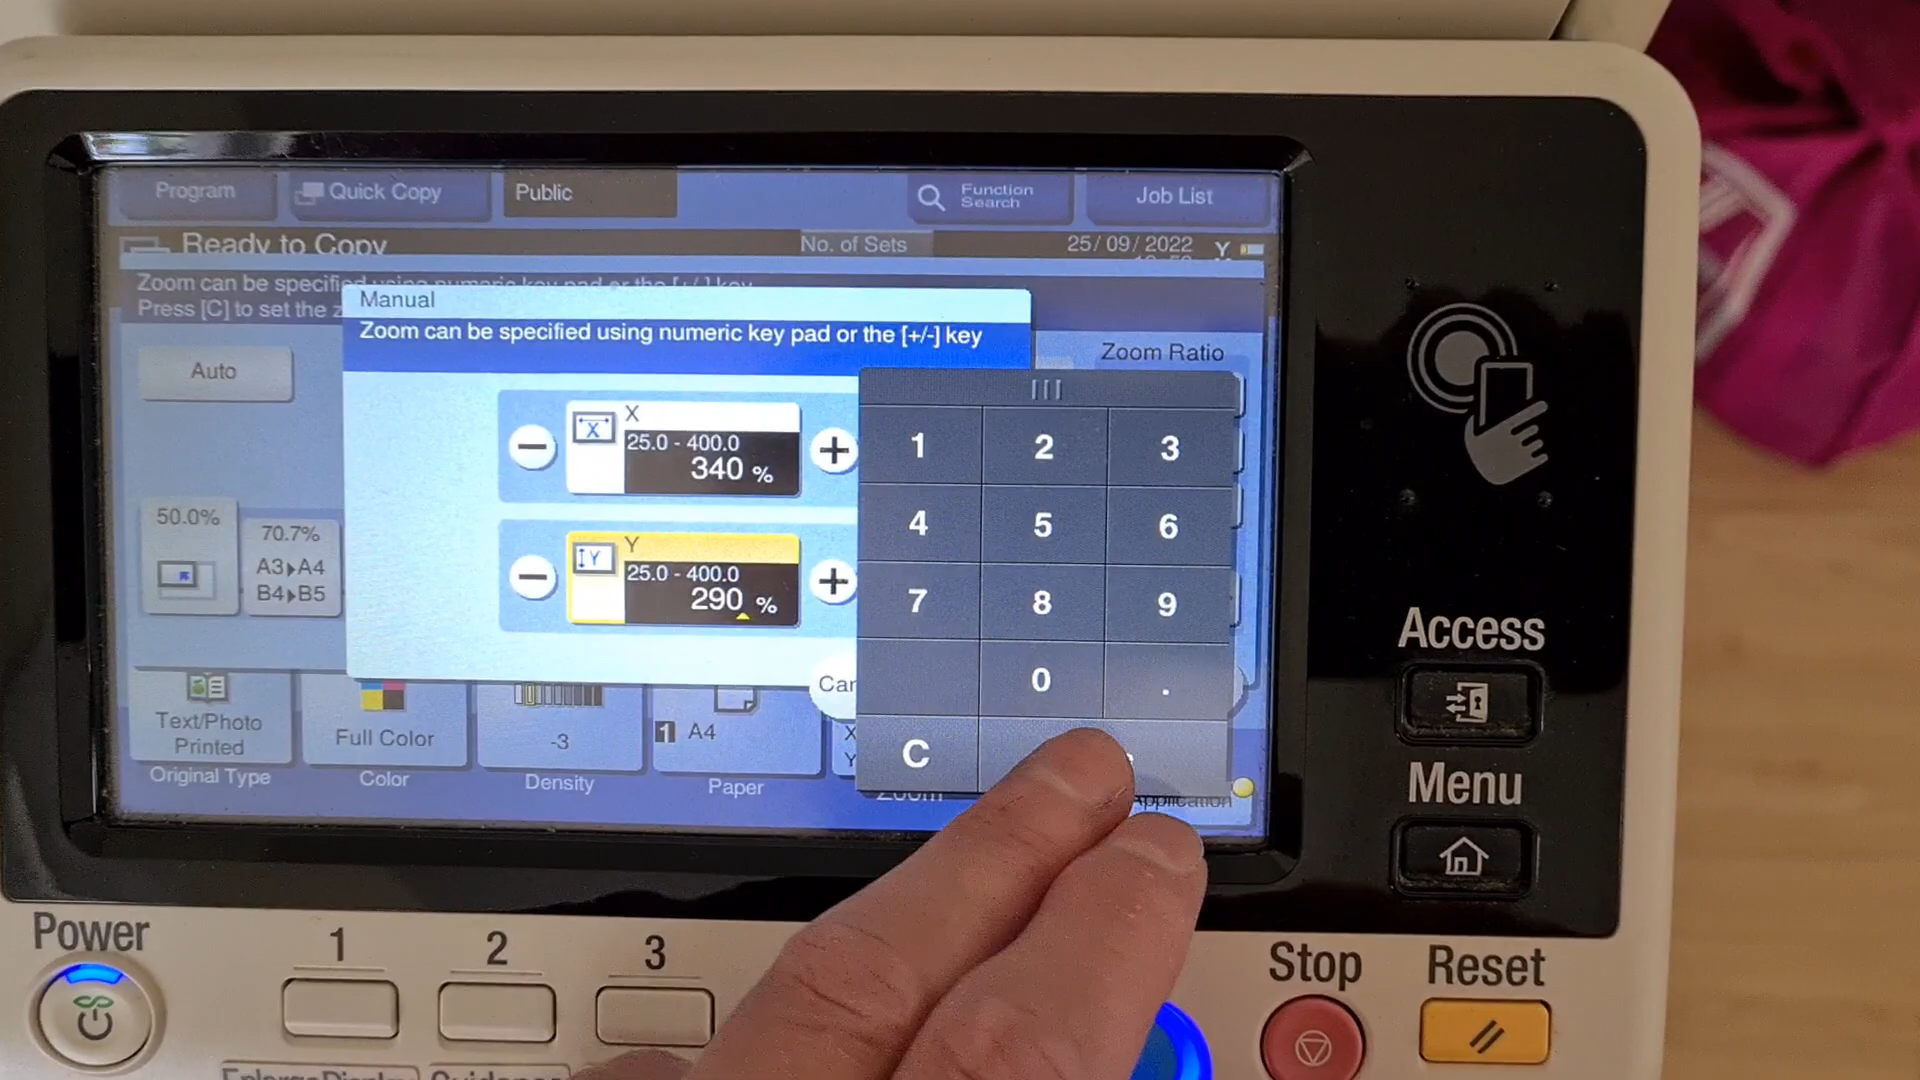 Program
Quick Copy
Public
Function
Search
Job List
Ready to Copy
No. of Sets
25/09/2022
Y
Zoom can be specified using numeric key pad or the [+/-] key
Press [C] to set the z
Manual
Zoom can be specified using numeric key pad or the [+/-] key
Zoom Ratio
Auto
X
X
25.0 - 400.0
340 %
Y
Y
25.0 - 400.0
290 %
1
2
3
4
5
6
7
8
9
0
.
C
50.0%
70.7%
A3▸A4
B4▸B5
Car
Text/Photo
Printed
Original Type
Full Color
Color
-3
Density
1 A4
Paper
X
Y
Zoom
Application
Access
Menu
Power
1
2
3
Stop
Reset
Enlarge Display
Guidance